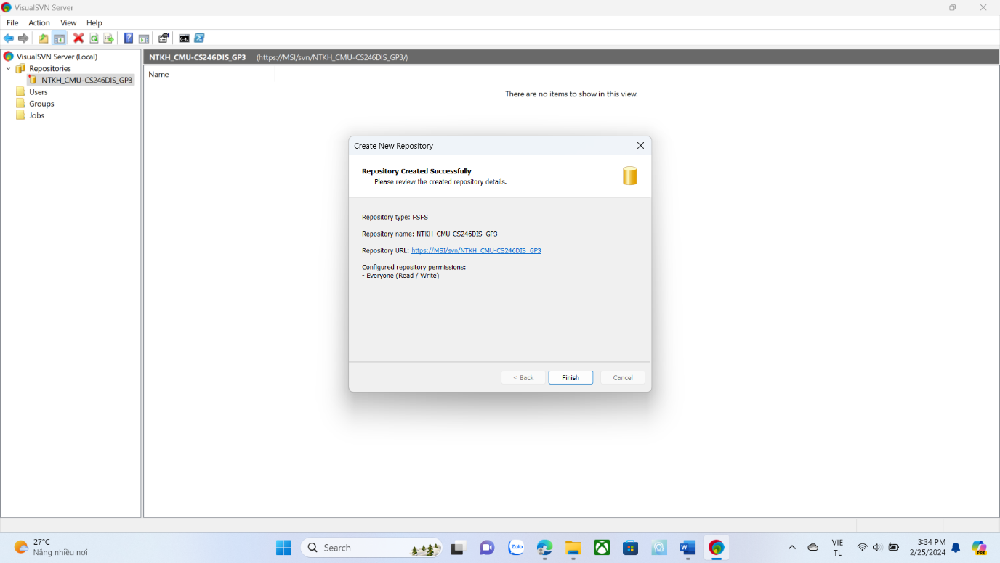 VisualSVN Server
File Action View Help
VisualSVN Server (Local)
Repositories
NTKH_CMU-CS246DIS_GP3
Users
Groups
Jobs
NTKH_CMU-CS246DIS_GP3 (https://MSI/svn/NTKH_CMU-CS246DIS_GP3/)
Name
There are no items to show in this view.
Create New Repository
Repository Created Successfully
Please review the created repository details.
Repository type: FSFS
Repository name: NTKH_CMU-CS246DIS_GP3
Repository URL: https://MSI/svn/NTKH_CMU-CS246DIS_GP3
Configured repository permissions:
- Everyone (Read / Write)
< Back Finish Cancel
27°C
Nắng nhiều nơi
Search
Zalo
VIE
TL
3:34 PM
2/25/2024
PRE